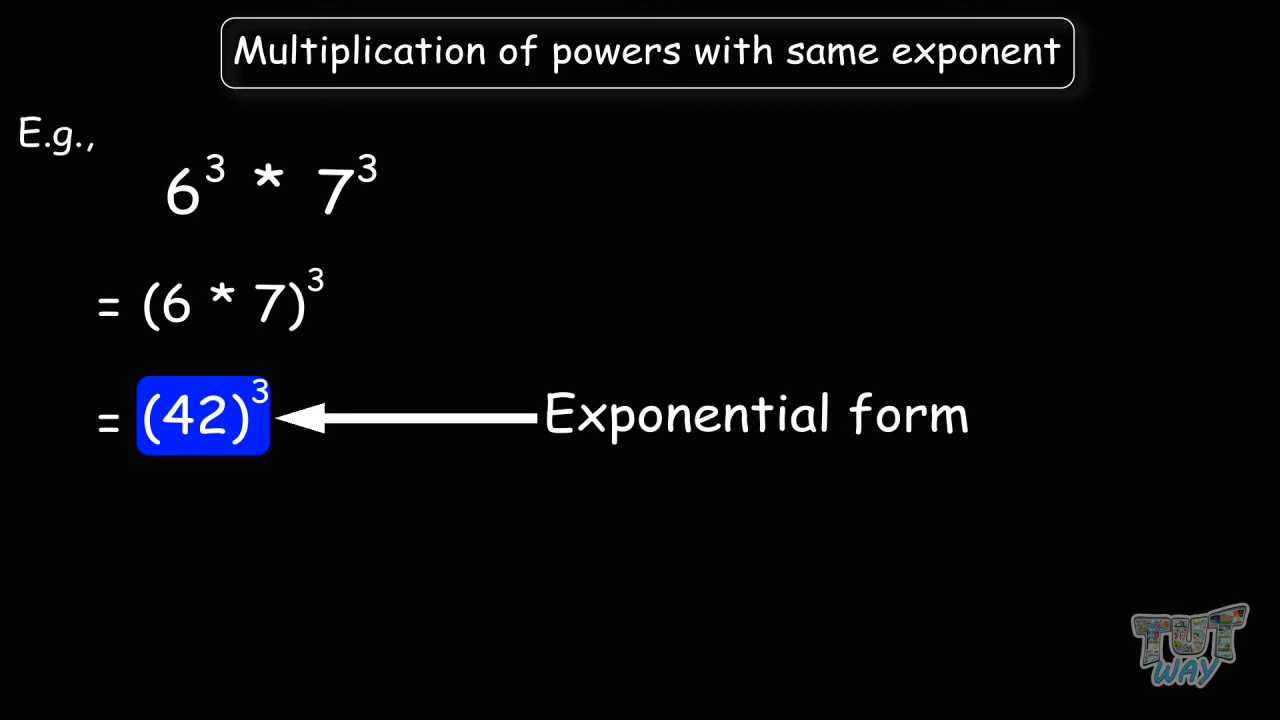 Multiplication of powers with same exponent
E.g.,
6³ * 7³
= (6 * 7)³
= (42)³ Exponential form
TUT
WAY